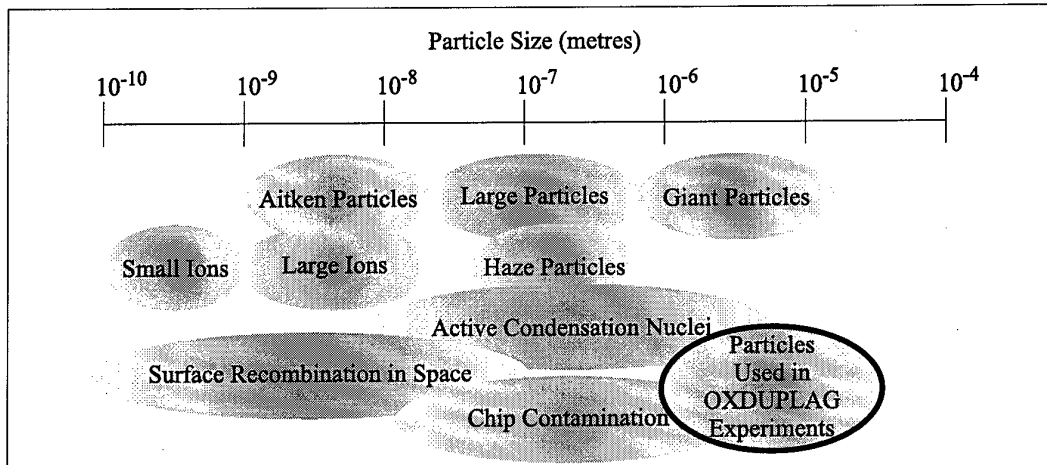 Particle Size (metres)
10⁻¹⁰ 10⁻⁹ 10⁻⁸ 10⁻⁷ 10⁻⁶ 10⁻⁵ 10⁻⁴
Aitken Particles Large Particles Giant Particles
Small Ions Large Ions Haze Particles
Active Condensation Nuclei
Surface Recombination in Space
Chip Contamination
Particles
Used in
OXDUPLAG
Experiments